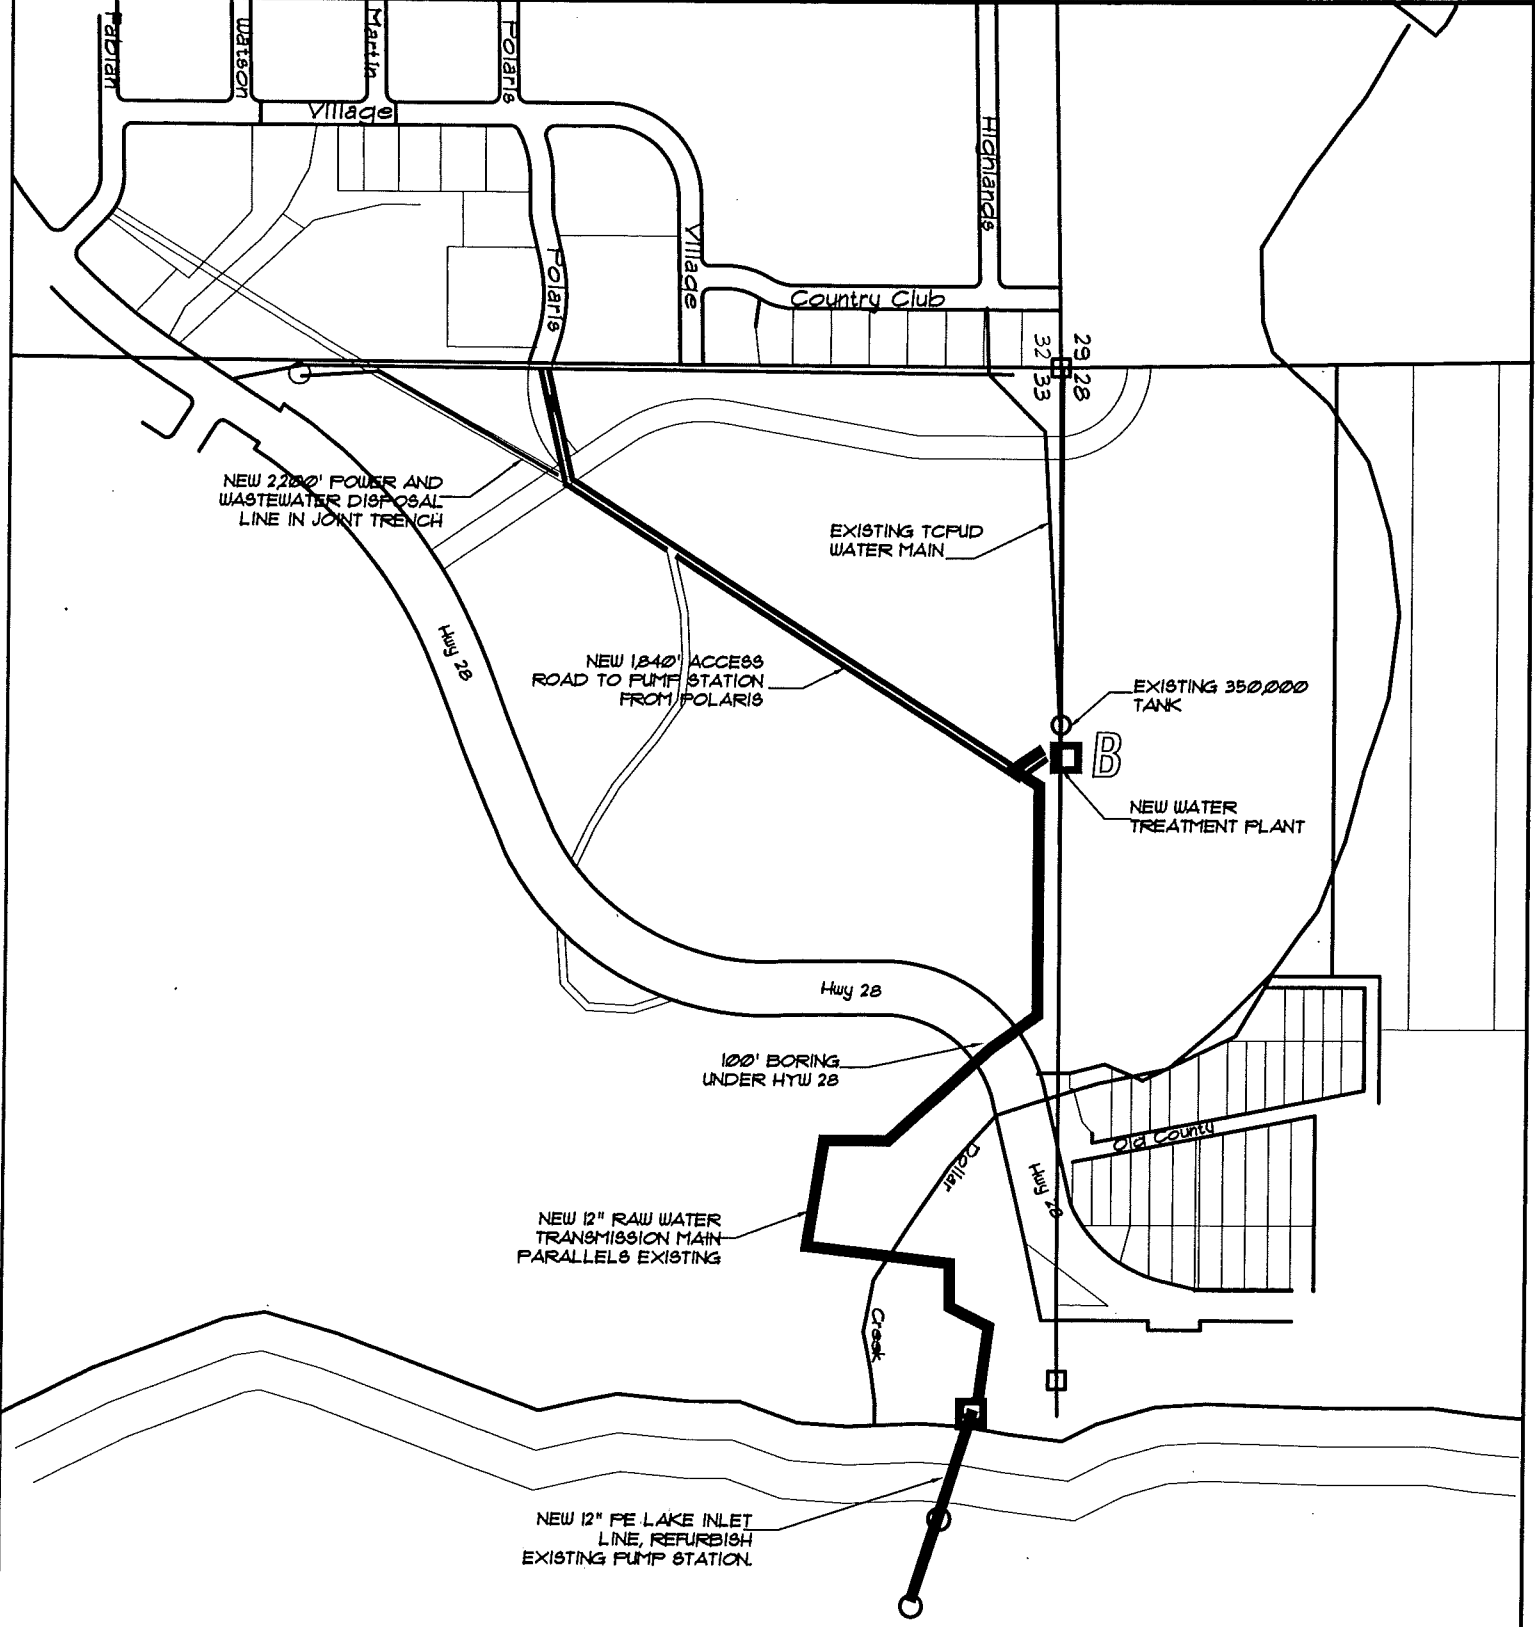 Fabian
Watson
Martin
Polaris
Village
Highlands
Polaris
Village
Country Club
29
32
28
33
NEW 2,200' POWER AND
WASTEWATER DISPOSAL
LINE IN JOINT TRENCH
EXISTING TCPUD
WATER MAIN
Hwy 28
NEW 1,840' ACCESS
ROAD TO PUMP STATION
FROM POLARIS
EXISTING 350,000
TANK
B
NEW WATER
TREATMENT PLANT
Hwy 28
100' BORING
UNDER HYW 28
Old County
Dollar
Hwy 28
NEW 12" RAW WATER
TRANSMISSION MAIN
PARALLELS EXISTING
Creek
NEW 12" PE LAKE INLET
LINE, REFURBISH
EXISTING PUMP STATION.